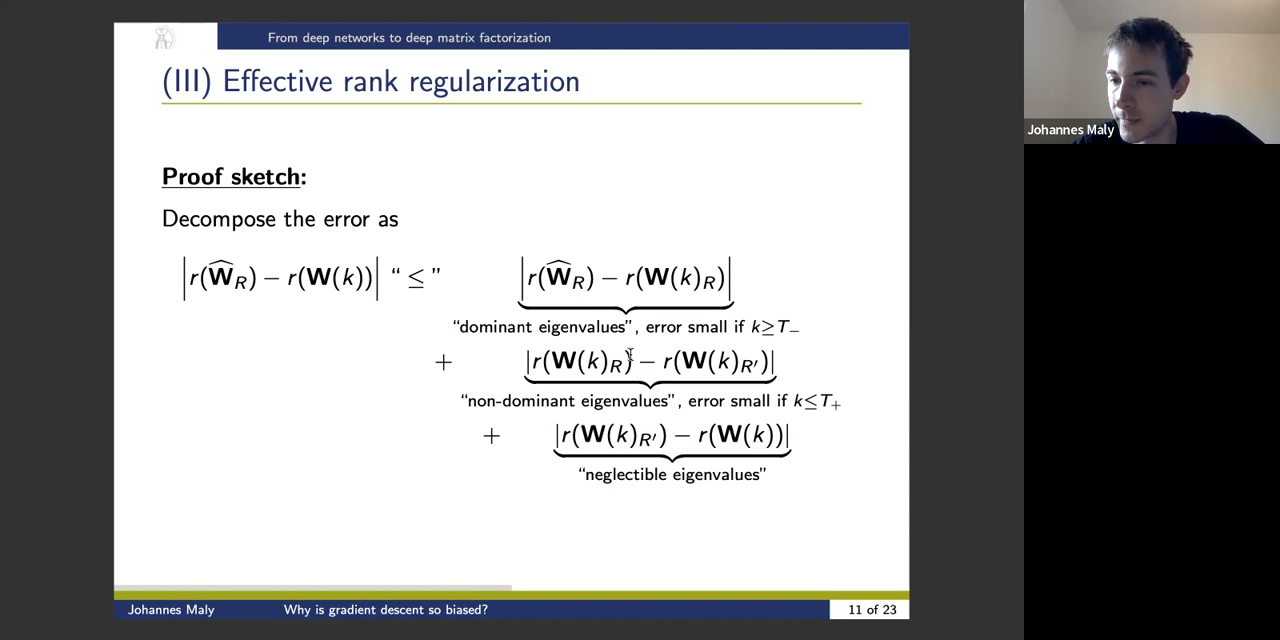 From deep networks to deep matrix factorization
(III) Effective rank regularization
Proof sketch:
Decompose the error as
|r(Ŵ_R) − r(W(k))| “ ≤ ” |r(Ŵ_R) − r(W(k)_R)|
“dominant eigenvalues”, error small if k≥T₋
+ |r(W(k)_R) − r(W(k)_R′)|
“non-dominant eigenvalues”, error small if k≤T₊
+ |r(W(k)_R′) − r(W(k))|
“neglectible eigenvalues”
Johannes Maly Why is gradient descent so biased? 11 of 23
Johannes Maly